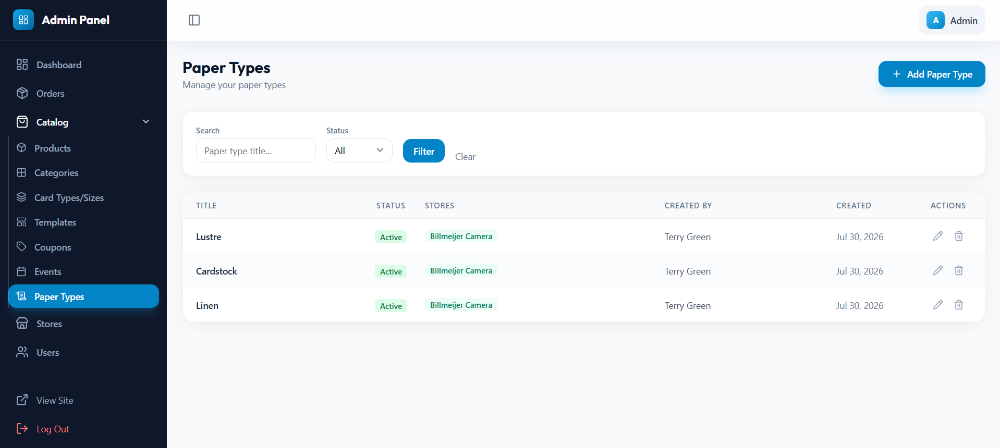 Admin Panel
Dashboard
Orders
Catalog
Products
Categories
Card Types/Sizes
Templates
Coupons
Events
Paper Types
Stores
Users
View Site
Log Out
A Admin
Paper Types
Manage your paper types
+ Add Paper Type
Search Status
Paper type title... All Filter Clear
TITLE STATUS STORES CREATED BY CREATED ACTIONS
Lustre Active Billmeijer Camera Terry Green Jul 30, 2026
Cardstock Active Billmeijer Camera Terry Green Jul 30, 2026
Linen Active Billmeijer Camera Terry Green Jul 30, 2026